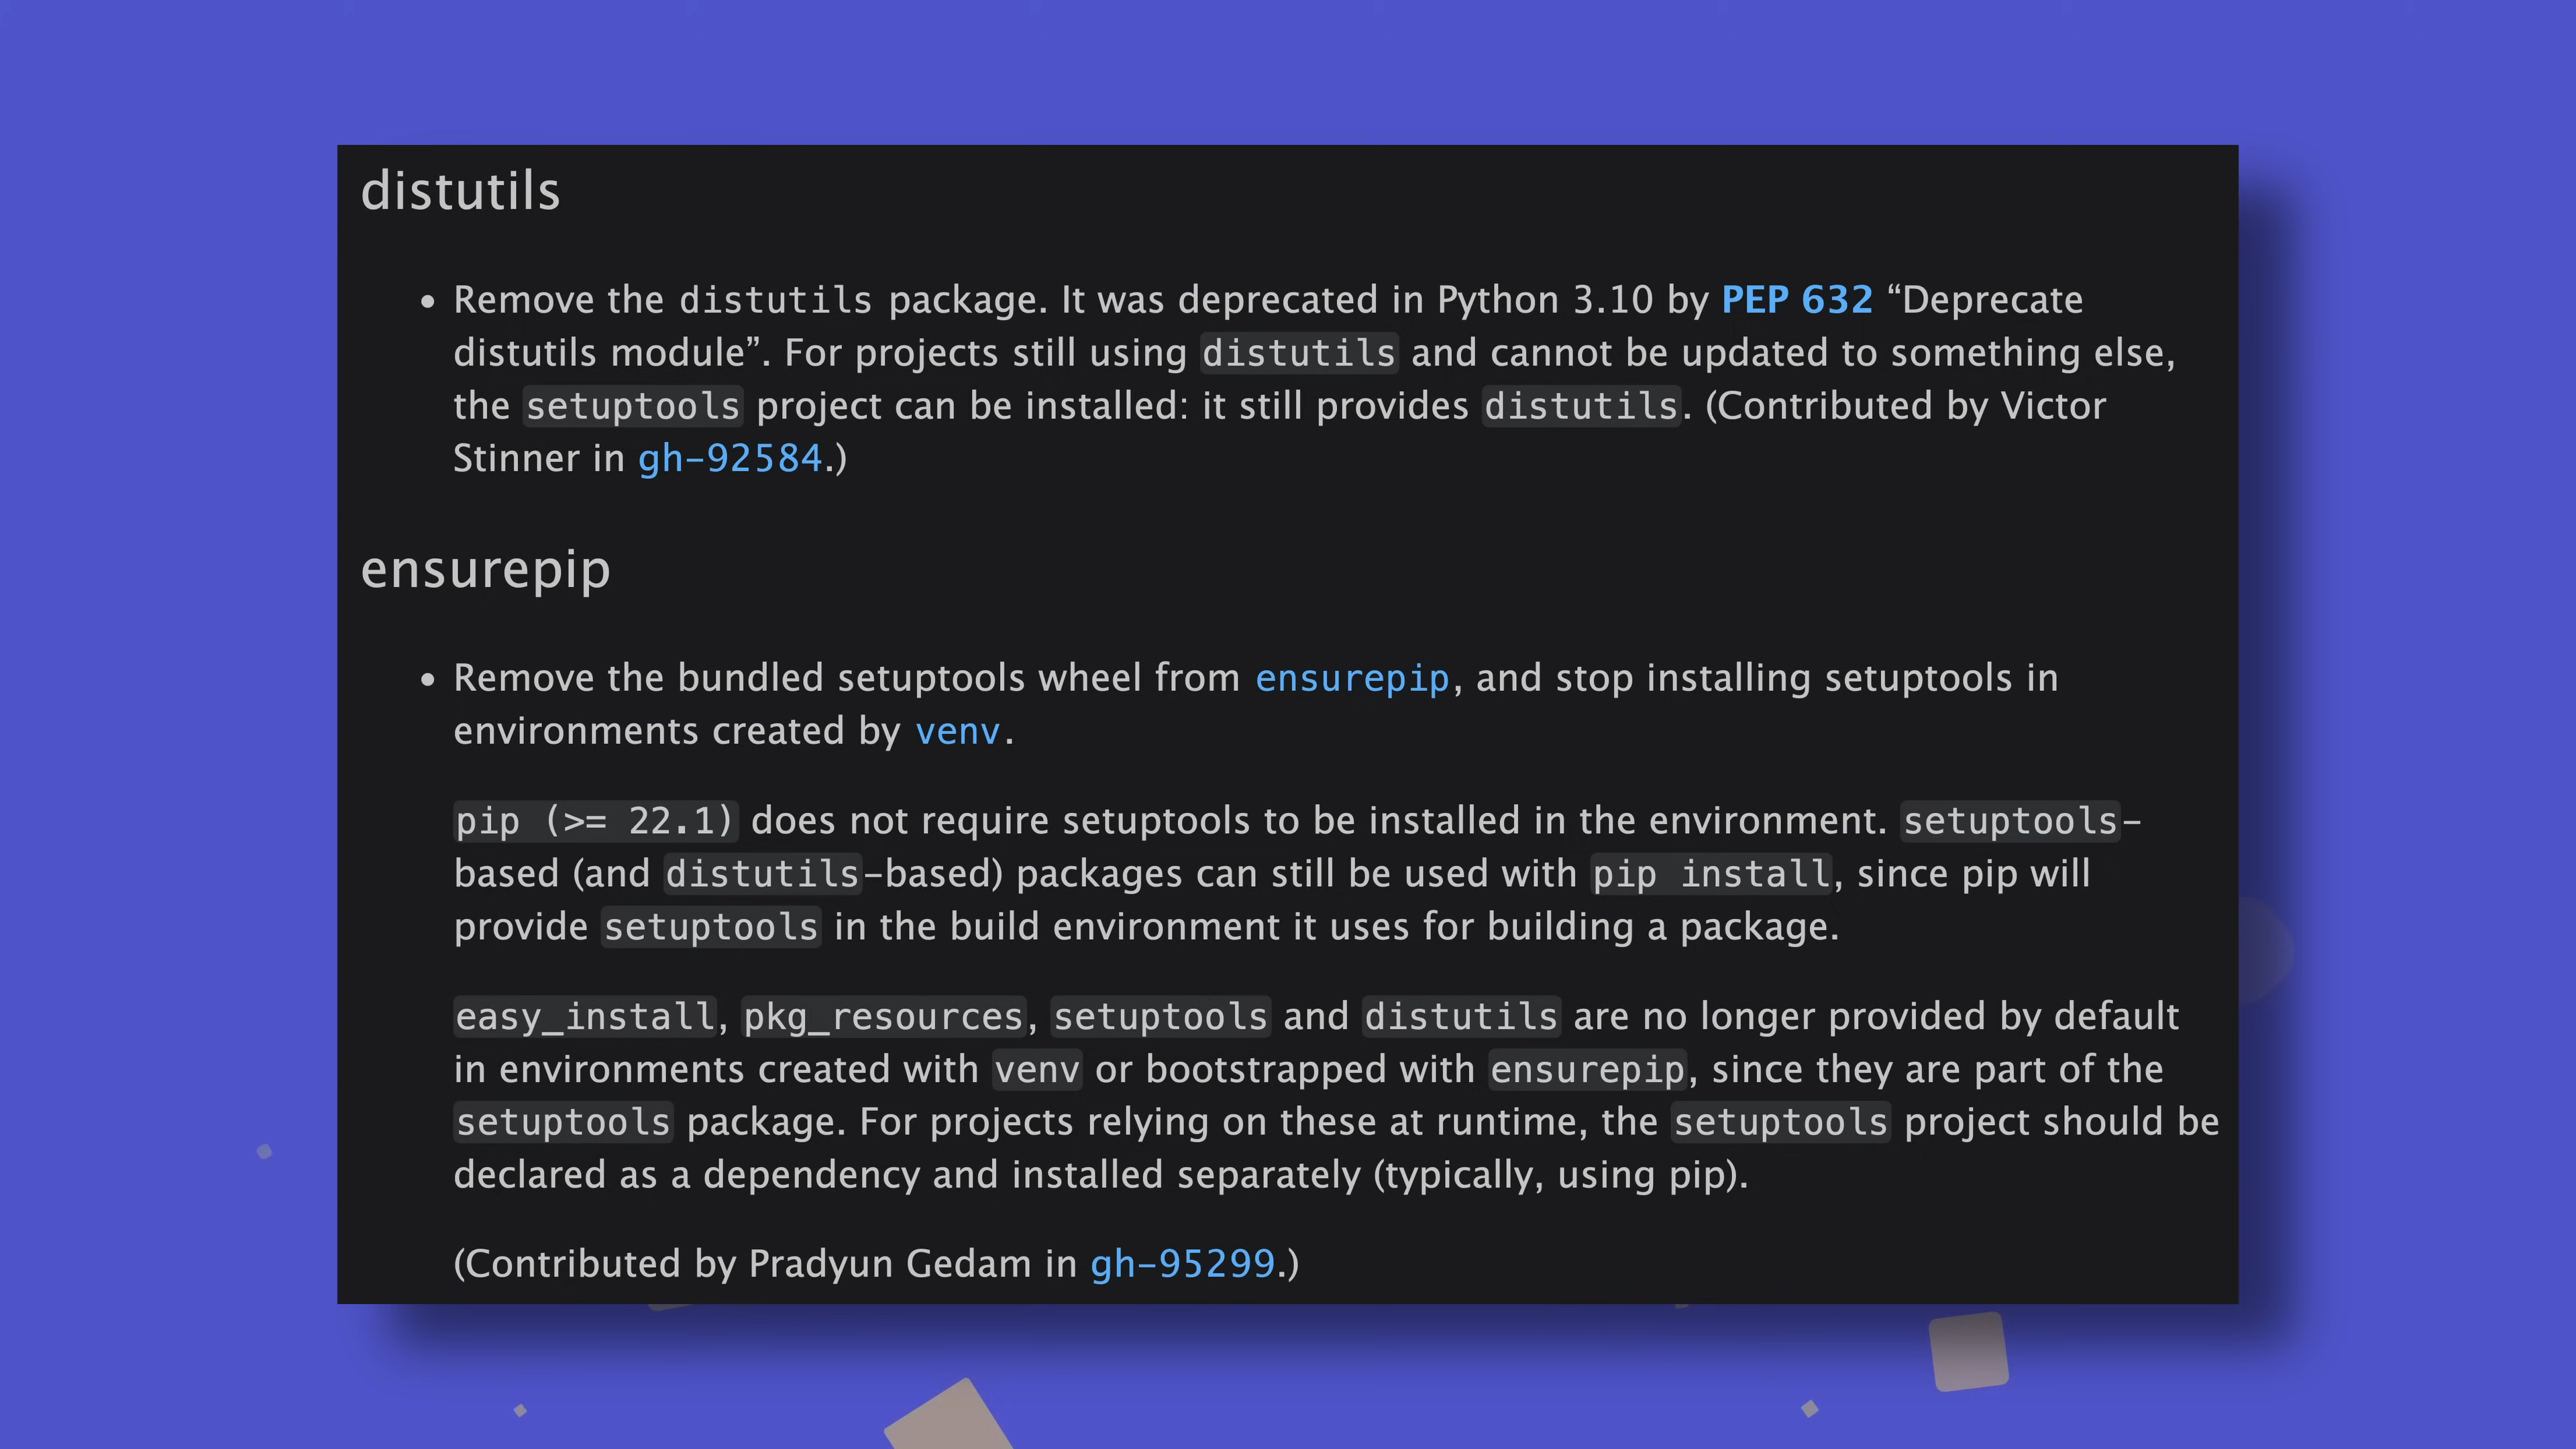 distutils
• Remove the distutils package. It was deprecated in Python 3.10 by PEP 632 “Deprecate
distutils module”. For projects still using distutils and cannot be updated to something else,
the setuptools project can be installed: it still provides distutils. (Contributed by Victor
Stinner in gh-92584.)
ensurepip
• Remove the bundled setuptools wheel from ensurepip, and stop installing setuptools in
environments created by venv.
pip (>= 22.1) does not require setuptools to be installed in the environment. setuptools-
based (and distutils-based) packages can still be used with pip install, since pip will
provide setuptools in the build environment it uses for building a package.
easy_install, pkg_resources, setuptools and distutils are no longer provided by default
in environments created with venv or bootstrapped with ensurepip, since they are part of the
setuptools package. For projects relying on these at runtime, the setuptools project should be
declared as a dependency and installed separately (typically, using pip).
(Contributed by Pradyun Gedam in gh-95299.)